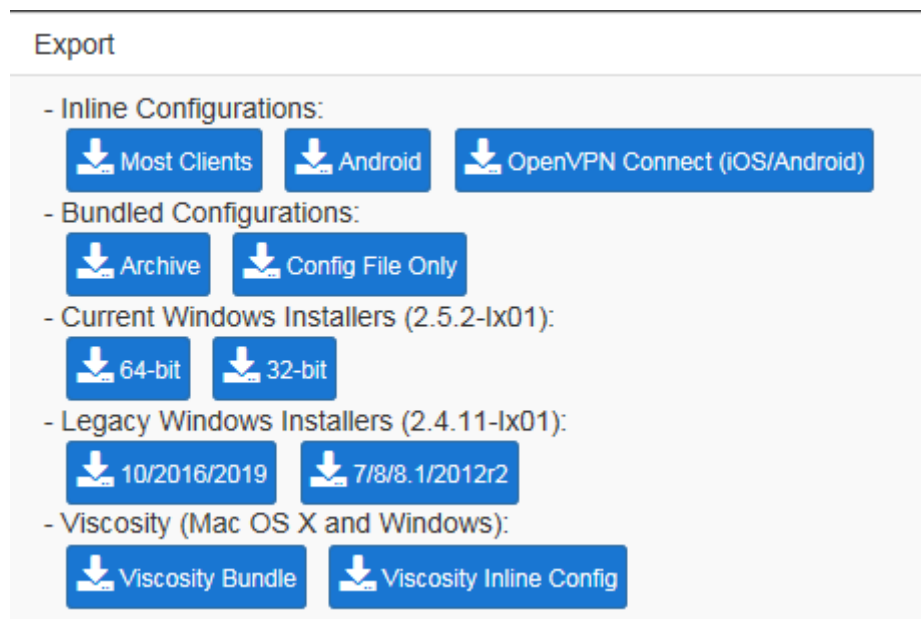 Export
- Inline Configurations:
Most Clients Android OpenVPN Connect (iOS/Android)
- Bundled Configurations:
Archive Config File Only
- Current Windows Installers (2.5.2-Ix01):
64-bit 32-bit
- Legacy Windows Installers (2.4.11-Ix01):
10/2016/2019 7/8/8.1/2012r2
- Viscosity (Mac OS X and Windows):
Viscosity Bundle Viscosity Inline Config